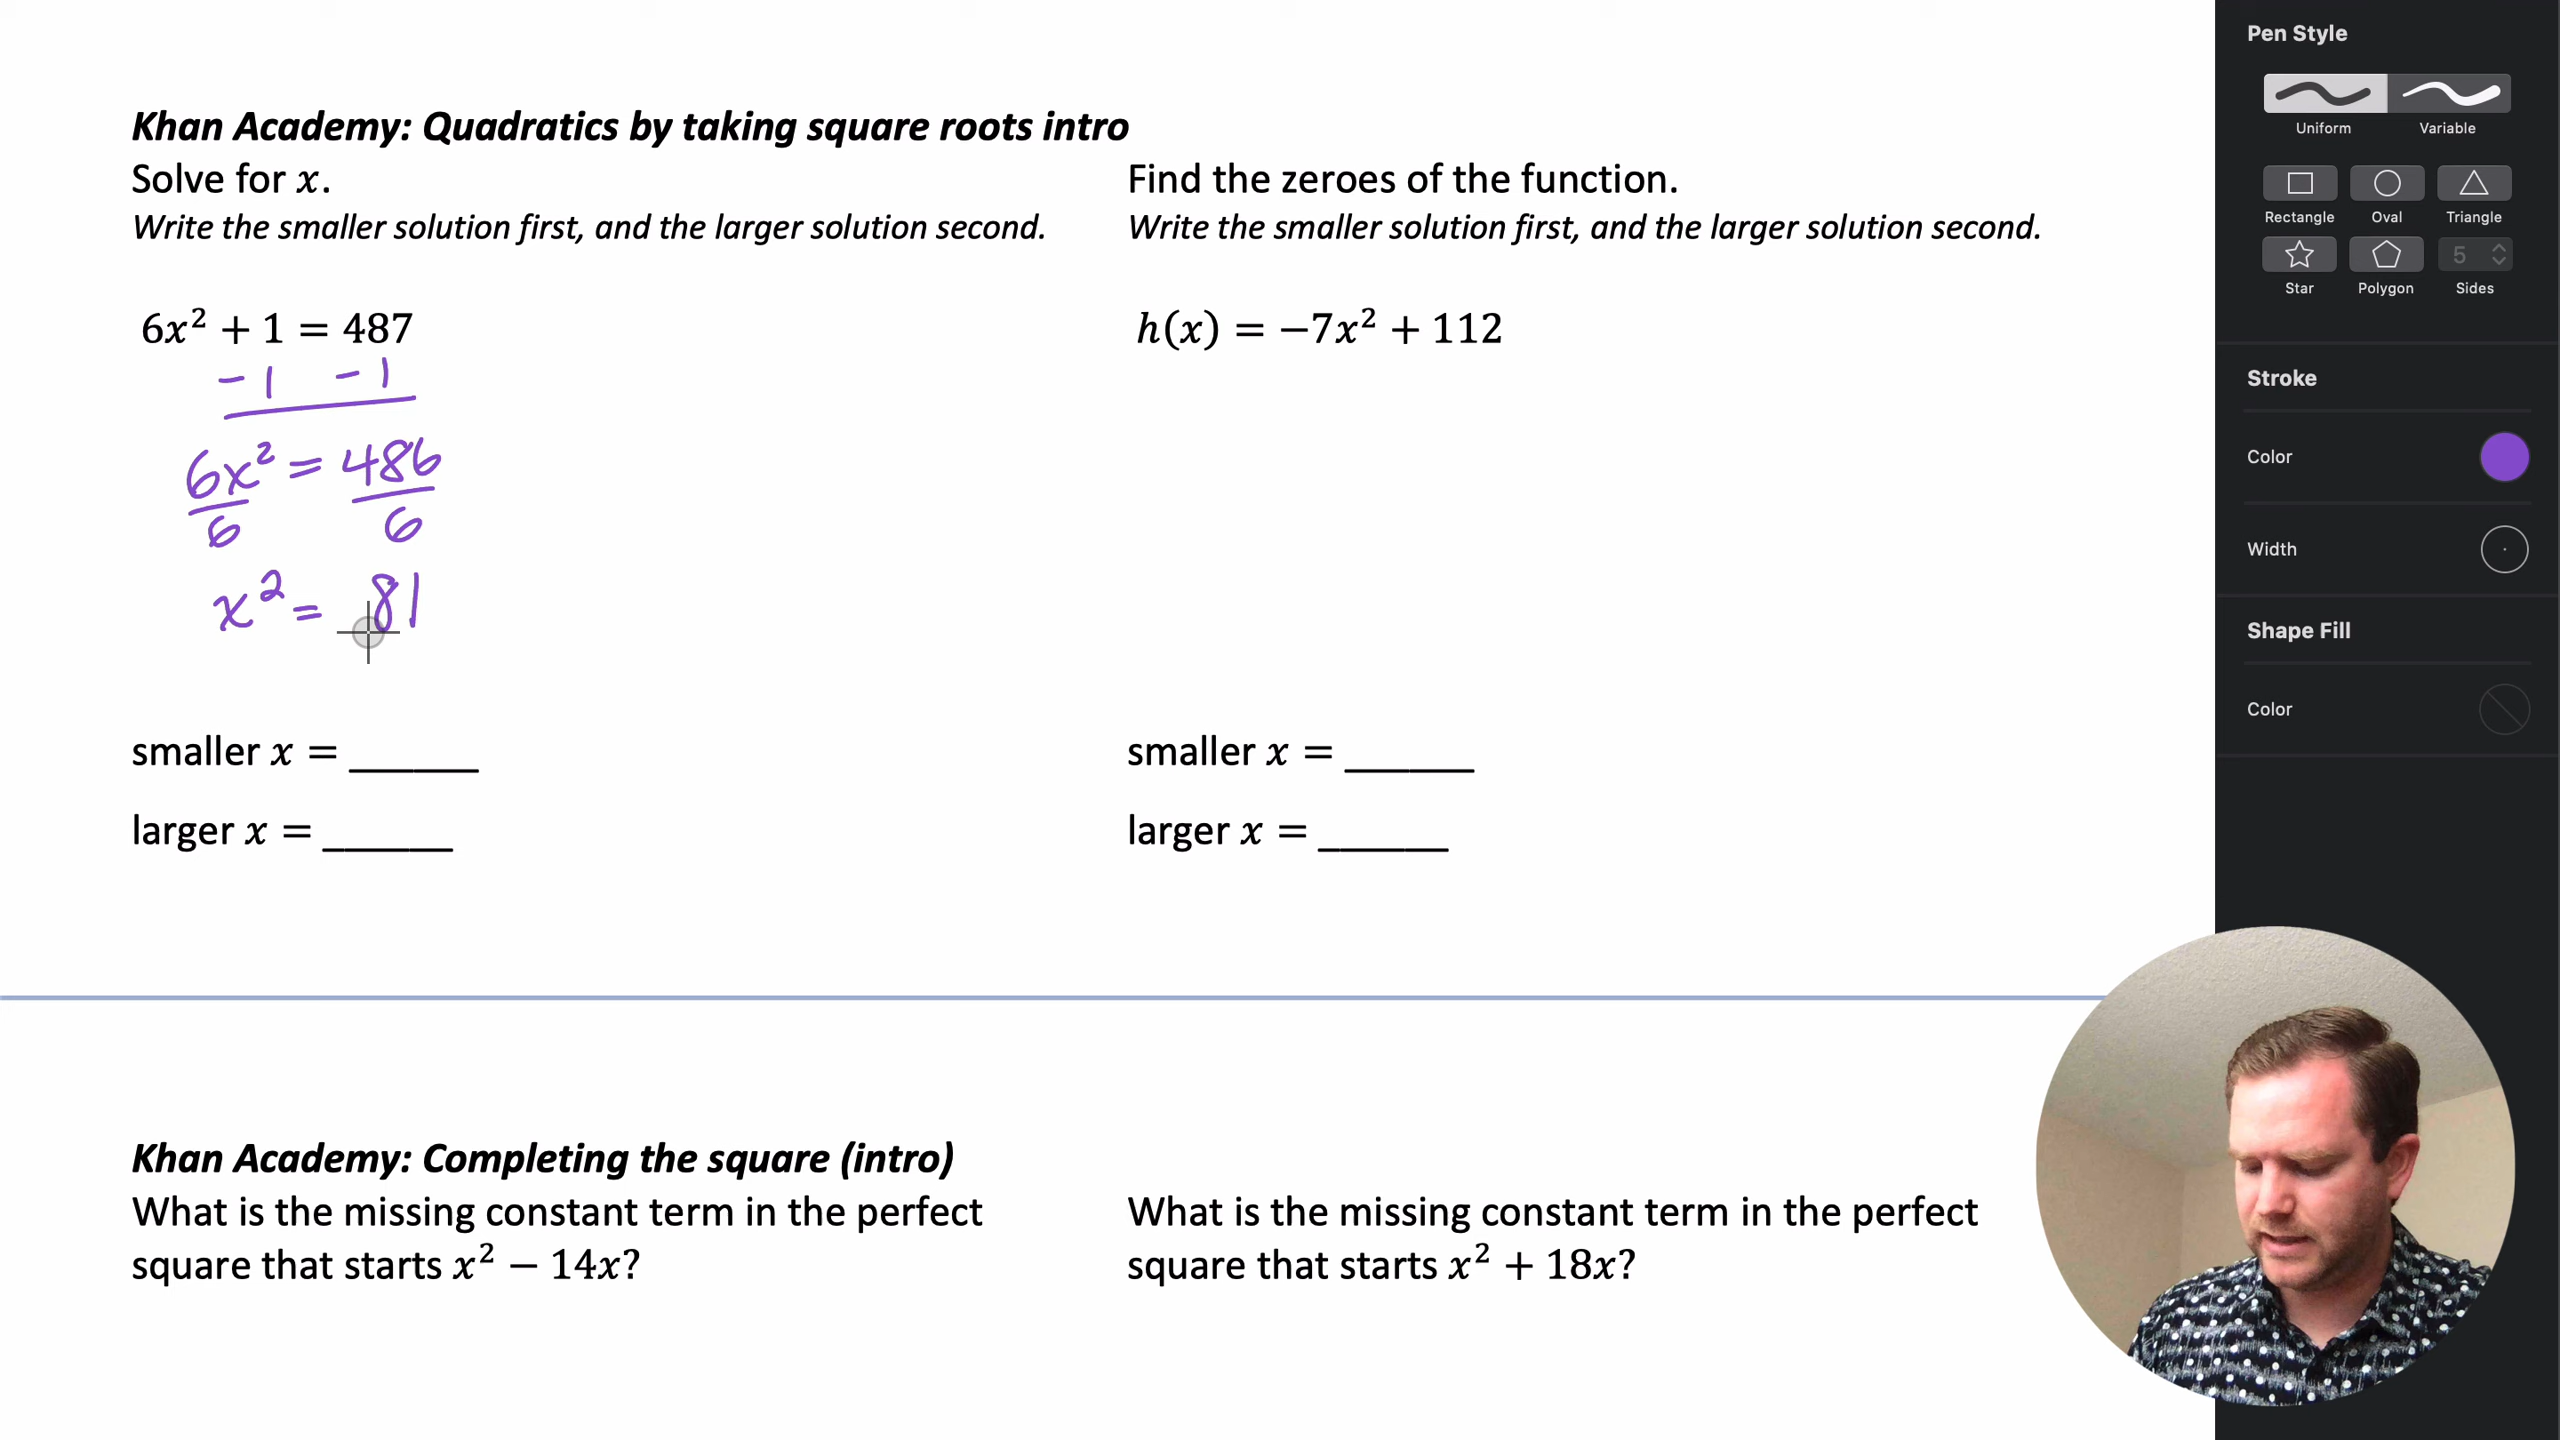 Khan Academy: Quadratics by taking square roots intro
Solve for x.
Write the smaller solution first, and the larger solution second.
6x² + 1 = 487
−1 −1
6x² = 486
6 6
x² = 81
smaller x = ______
larger x = ______
Find the zeroes of the function.
Write the smaller solution first, and the larger solution second.
h(x) = −7x² + 112
smaller x = ______
larger x = ______
Khan Academy: Completing the square (intro)
What is the missing constant term in the perfect
square that starts x² − 14x?
What is the missing constant term in the perfect
square that starts x² + 18x?
Pen Style
Uniform Variable
Rectangle Oval Triangle
5
Star Polygon Sides
Stroke
Color
Width
Shape Fill
Color